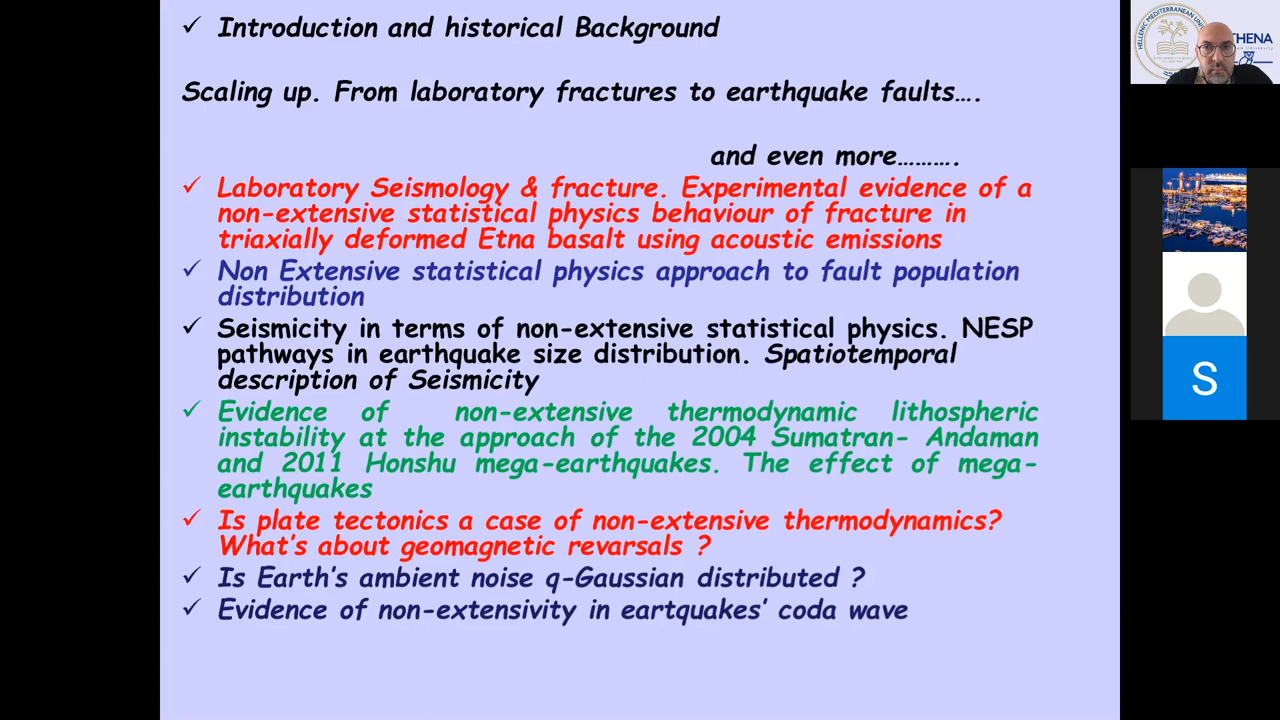 ✓ Introduction and historical Background
Scaling up. From laboratory fractures to earthquake faults….
and even more……….
✓ Laboratory Seismology & fracture. Experimental evidence of a
non-extensive statistical physics behaviour of fracture in
triaxially deformed Etna basalt using acoustic emissions
✓ Non Extensive statistical physics approach to fault population
distribution
✓ Seismicity in terms of non-extensive statistical physics. NESP
pathways in earthquake size distribution. Spatiotemporal
description of Seismicity
✓ Evidence of non-extensive thermodynamic lithospheric
instability at the approach of the 2004 Sumatran- Andaman
and 2011 Honshu mega-earthquakes. The effect of mega-
earthquakes
✓ Is plate tectonics a case of non-extensive thermodynamics?
What's about geomagnetic revarsals ?
✓ Is Earth's ambient noise q-Gaussian distributed ?
✓ Evidence of non-extensivity in eartquakes' coda wave
HELLENIC MEDITERRANEAN UNI
THENA
S